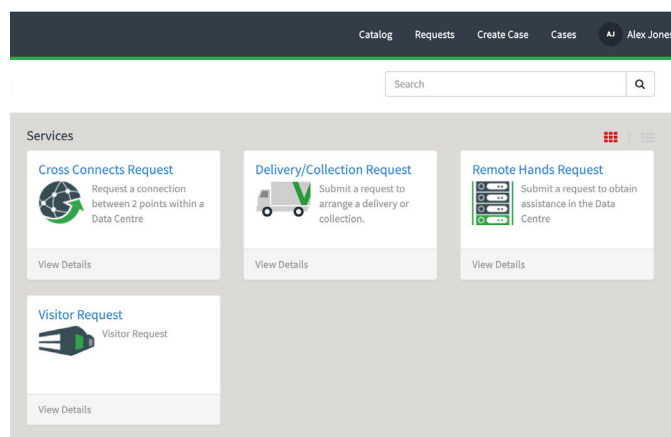 Catalog Requests Create Case Cases AJ Alex Jones
Search
Services
Cross Connects Request
Request a connection
between 2 points within a
Data Centre
View Details
Delivery/Collection Request
Submit a request to
arrange a delivery or
collection.
View Details
Remote Hands Request
Submit a request to obtain
assistance in the Data
Centre
View Details
Visitor Request
Visitor Request
View Details